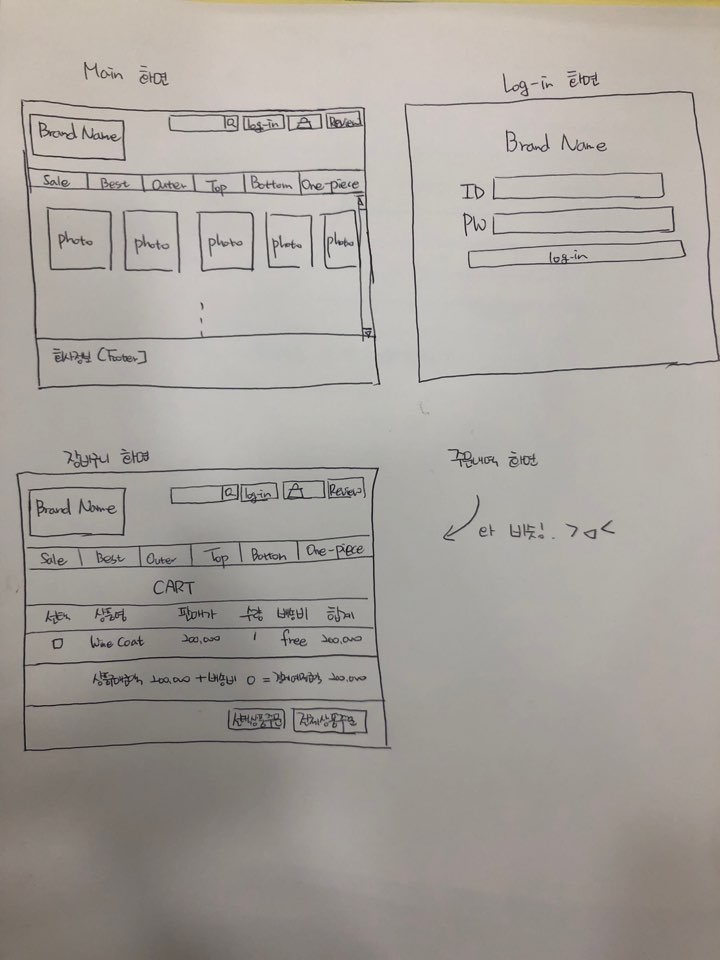 Main 화면
Brand Name
log-in
Review
Sale Best Outer Top Bottom One-piece
photo photo photo photo photo
회사정보 (Footer]
Log-in 화면
Brand Name
ID
PW
log-in
장바구니 화면
Brand Name
log-in
Review
Sale Best Outer Top Bottom One-piece
CART
선택 상품명 판매가 수량 배송비 합계
Wine Coat 200,000 1 free 200,000
상품구매금액 200,000 + 배송비 0 = 결제예정금액 200,000
선택상품주문 전체상품주문
주문내역 화면
와 비슷! >ㅁ<